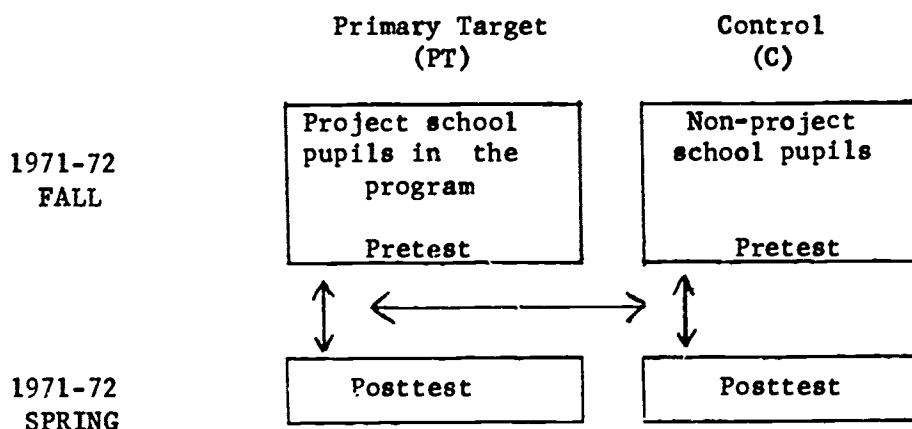 Primary Target Control
(PT) (C)
1971-72
FALL
Project school
pupils in the
program
Pretest
Non-project
school pupils
Pretest
1971-72
SPRING
Posttest
Posttest